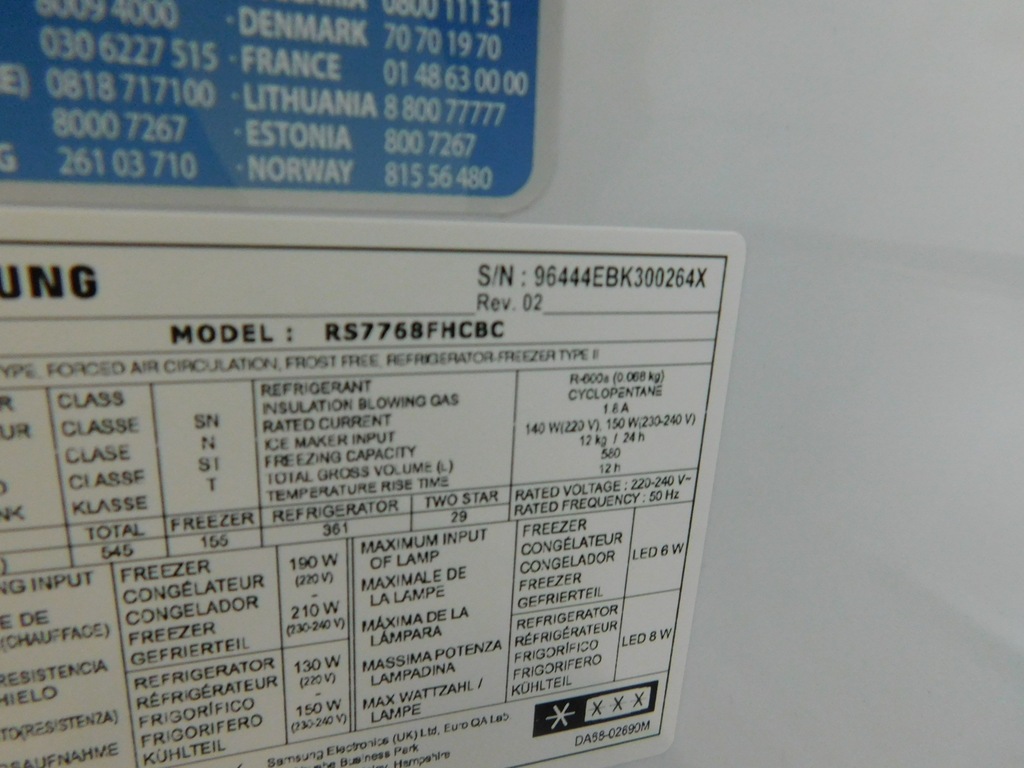 0800 111 31
8009 4000
· DENMARK 70 70 19 70
030 6227 515
· FRANCE 01 48 63 00 00
E) 0818 717100
· LITHUANIA 8 800 77777
8000 7267
· ESTONIA 800 7267
G 261 03 710
· NORWAY 815 56 480
UNG
S/N : 96444EBK300264X
Rev. 02
MODEL : RS7768FHCBC
YPE, FORCED AIR CIRCULATION, FROST FREE, REFRIGERATOR-FREEZER TYPE II
R
UR
CLASS
CLASSE
CLASE
CLASSE
KLASSE
SN
N
ST
T
REFRIGERANT
INSULATION BLOWING GAS
RATED CURRENT
ICE MAKER INPUT
FREEZING CAPACITY
TOTAL GROSS VOLUME (L)
TEMPERATURE RISE TIME
R-600a (0.068 kg)
CYCLOPENTANE
1.6 A
140 W(220 V), 150 W(230-240 V)
12 kg / 24 h
580
12 h
TOTAL FREEZER REFRIGERATOR TWO STAR
545 155 361 29
RATED VOLTAGE : 220-240 V~
RATED FREQUENCY : 50 Hz
NG INPUT
E DE
(CHAUFFAGE)
RESISTENCIA
HIELO
TO(RESISTENZA)
SAUFNAHME
FREEZER
CONGÉLATEUR
CONGELADOR
FREEZER
GEFRIERTEIL
190 W
(220 V)
-
210 W
(230-240 V)
REFRIGERATOR
RÉFRIGÉRATEUR
FRIGORÍFICO
FRIGORIFERO
KÜHLTEIL
130 W
(220 V)
-
150 W
(230-240 V)
MAXIMUM INPUT
OF LAMP
MAXIMALE DE
LA LAMPE
MÁXIMA DE LA
LÁMPARA
MASSIMA POTENZA
LAMPADINA
MAX WATTZAHL /
LAMPE
FREEZER
CONGÉLATEUR
CONGELADOR
FREEZER
GEFRIERTEIL
LED 6 W
REFRIGERATOR
RÉFRIGÉRATEUR
FRIGORÍFICO
FRIGORIFERO
KÜHLTEIL
LED 8 W
Samsung Electronics (UK) Ltd, Euro QA Lab
Business Park
Hampshire
DA68-02690M